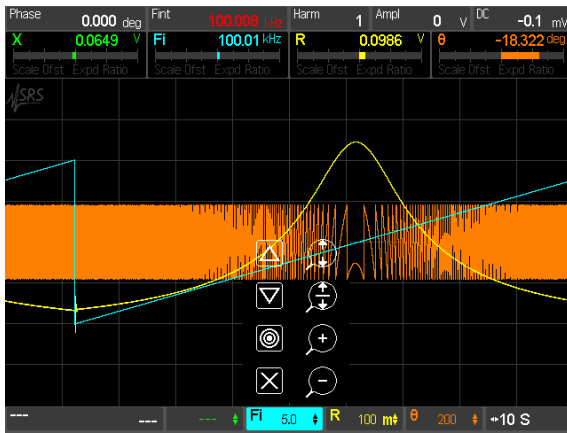 Phase 0.000 deg Fint 100.008 kHz Harm 1 Ampl 0 V DC -0.1 mV
X 0.0649 V Fi 100.01 kHz R 0.0986 V θ -18.322 deg
Scale Ofst Expd Ratio Scale Ofst Expd Ratio Scale Ofst Expd Ratio Scale Ofst Expd Ratio
SRS
--- --- --- Fi 5.0 R 100 m θ 200 10 S